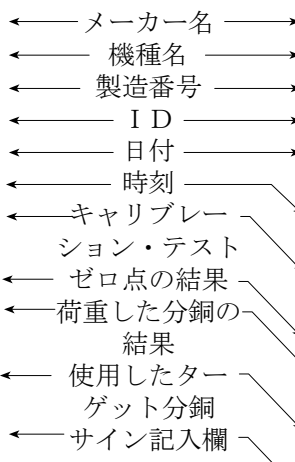 メーカー名
機種名
製造番号
ＩＤ
日付
時刻
キャリブレー
ション・テスト
ゼロ点の結果
荷重した分銅の
結果
使用したター
ゲット分銅
サイン記入欄